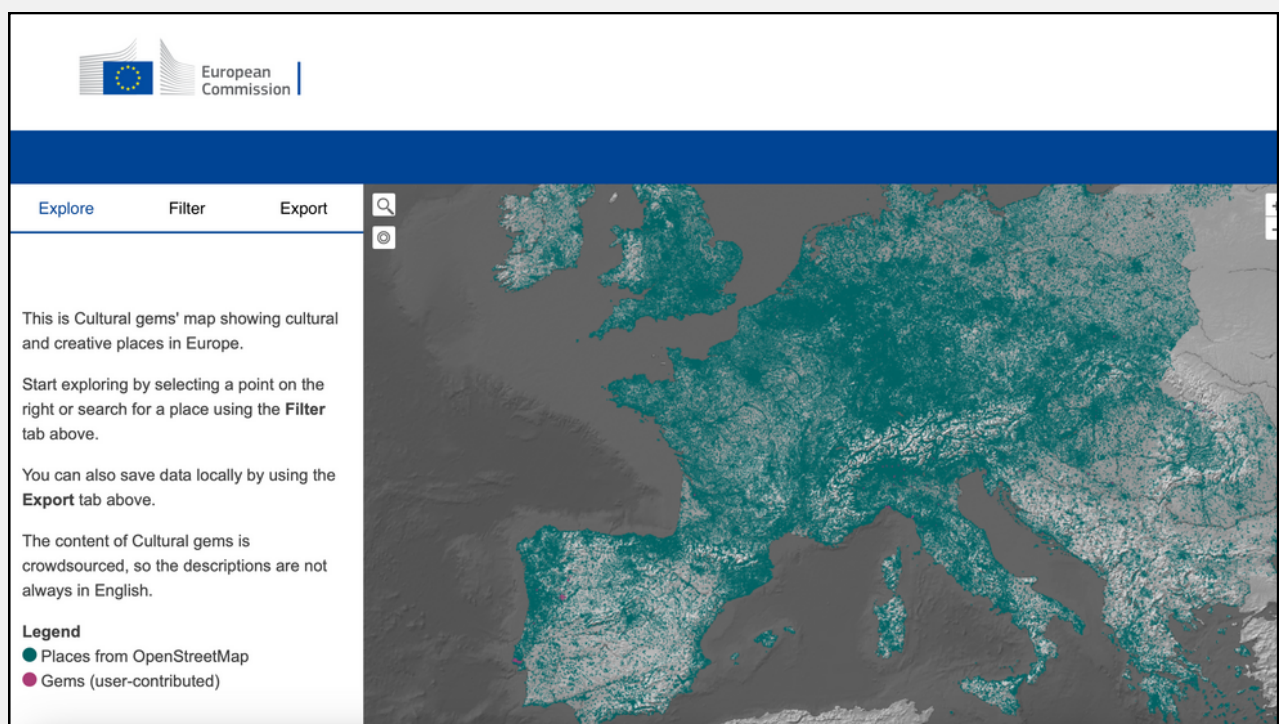 European
Commission
Explore Filter Export
This is Cultural gems' map showing cultural
and creative places in Europe.
Start exploring by selecting a point on the
right or search for a place using the Filter
tab above.
You can also save data locally by using the
Export tab above.
The content of Cultural gems is
crowdsourced, so the descriptions are not
always in English.
Legend
Places from OpenStreetMap
Gems (user-contributed)